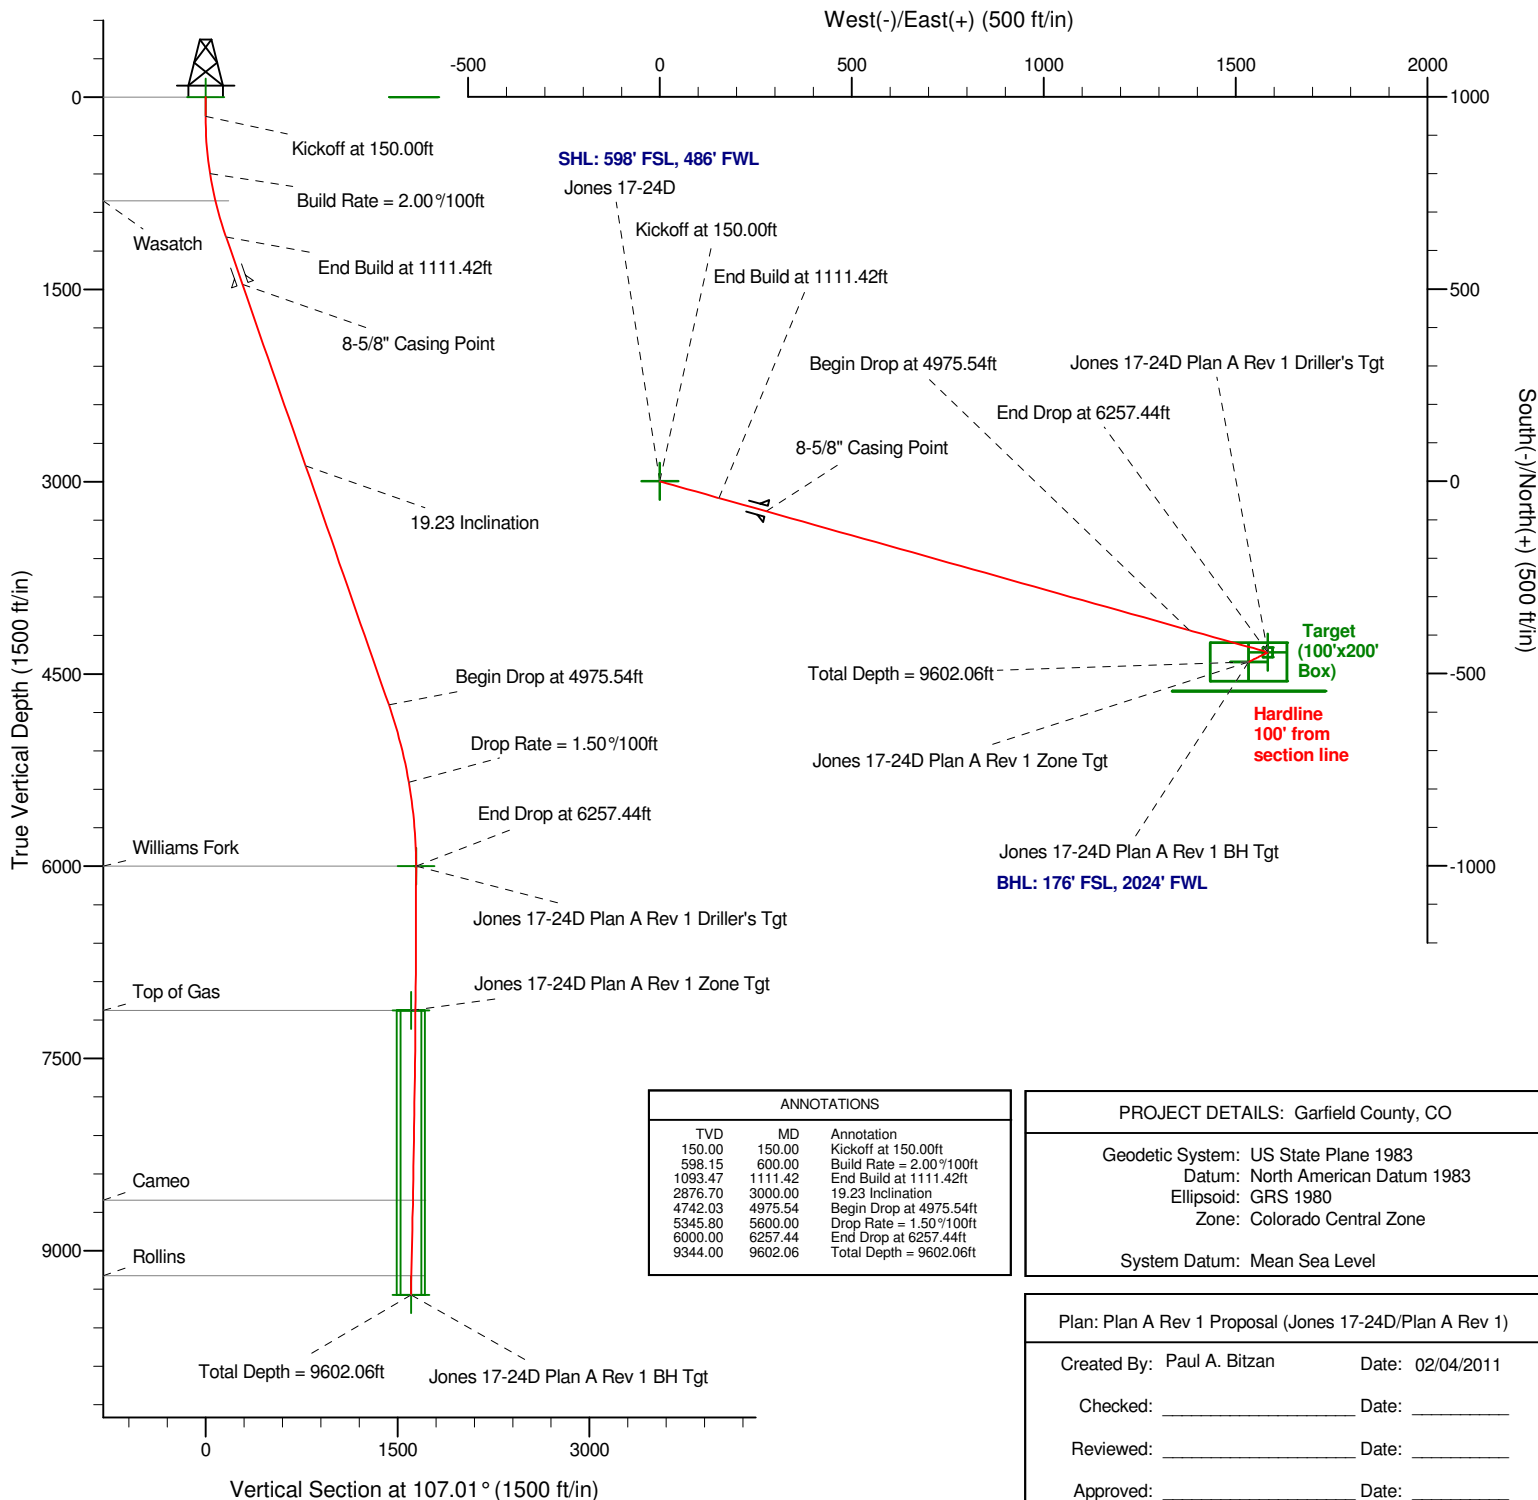 West(-)/East(+) (500 ft/in)
-500 0 500 1000 1500 2000
0
1500
3000
4500
6000
7500
9000
True Vertical Depth (1500 ft/in)
Kickoff at 150.00ft
Build Rate = 2.00°/100ft
Wasatch
End Build at 1111.42ft
8-5/8" Casing Point
19.23 Inclination
Begin Drop at 4975.54ft
Drop Rate = 1.50°/100ft
End Drop at 6257.44ft
Williams Fork
Jones 17-24D Plan A Rev 1 Driller's Tgt
Top of Gas
Jones 17-24D Plan A Rev 1 Zone Tgt
Cameo
Rollins
Total Depth = 9602.06ft
Jones 17-24D Plan A Rev 1 BH Tgt
0 1500 3000
Vertical Section at 107.01° (1500 ft/in)
SHL: 598' FSL, 486' FWL
Jones 17-24D
Kickoff at 150.00ft
End Build at 1111.42ft
Begin Drop at 4975.54ft
Jones 17-24D Plan A Rev 1 Driller's Tgt
End Drop at 6257.44ft
8-5/8" Casing Point
Target
(100'x200'
Box)
Total Depth = 9602.06ft
Hardline
100' from
section line
Jones 17-24D Plan A Rev 1 Zone Tgt
Jones 17-24D Plan A Rev 1 BH Tgt
BHL: 176' FSL, 2024' FWL
1000
500
0
-500
-1000
South(-)/North(+) (500 ft/in)
ANNOTATIONS
TVD MD Annotation
150.00 150.00 Kickoff at 150.00ft
598.15 600.00 Build Rate = 2.00°/100ft
1093.47 1111.42 End Build at 1111.42ft
2876.70 3000.00 19.23 Inclination
4742.03 4975.54 Begin Drop at 4975.54ft
5345.80 5600.00 Drop Rate = 1.50°/100ft
6000.00 6257.44 End Drop at 6257.44ft
9344.00 9602.06 Total Depth = 9602.06ft
PROJECT DETAILS: Garfield County, CO
Geodetic System: US State Plane 1983
Datum: North American Datum 1983
Ellipsoid: GRS 1980
Zone: Colorado Central Zone
System Datum: Mean Sea Level
Plan: Plan A Rev 1 Proposal (Jones 17-24D/Plan A Rev 1)
Created By: Paul A. Bitzan Date: 02/04/2011
Checked: ____________________ Date: __________
Reviewed: ____________________ Date: __________
Approved: ____________________ Date: __________